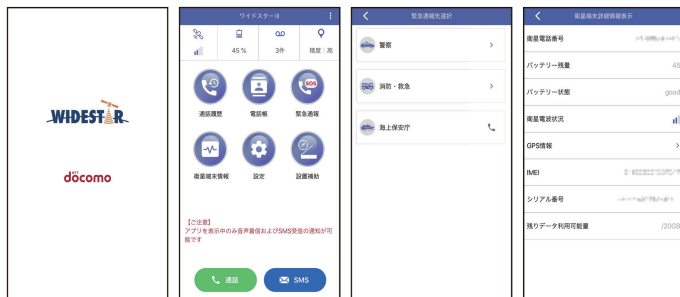 WIDESTAR
NTT
döcomo
ワイドスターⅢ
45%
3件
精度:高
通話履歴
電話帳
SOS
緊急通報
衛星端末情報
設定
設置補助
【ご注意】
アプリを表示中のみ音声着信およびSMS受信の通知が可
能です
通話
SMS
緊急通報先選択
警察
消防・救急
海上保安庁
衛星端末詳細情報表示
衛星電話番号
バッテリー残量
45
バッテリー状態
good
衛星電波状況
GPS情報
IMEI
シリアル番号
残りデータ利用可能量
/20GB